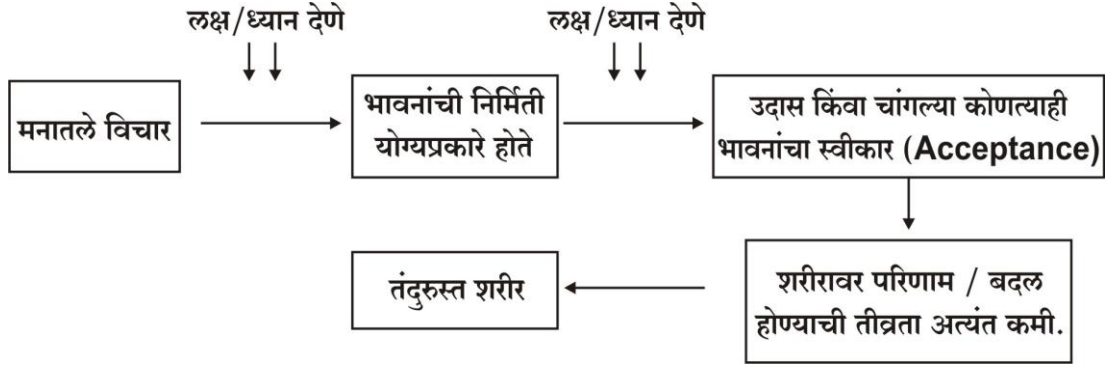 लक्ष/ध्यान देणे
लक्ष/ध्यान देणे
मनातले विचार
भावनांची निर्मिती
योग्यप्रकारे होते
उदास किंवा चांगल्या कोणत्याही
भावनांचा स्वीकार (Acceptance)
शरीरावर परिणाम / बदल
होण्याची तीव्रता अत्यंत कमी.
तंदुरुस्त शरीर